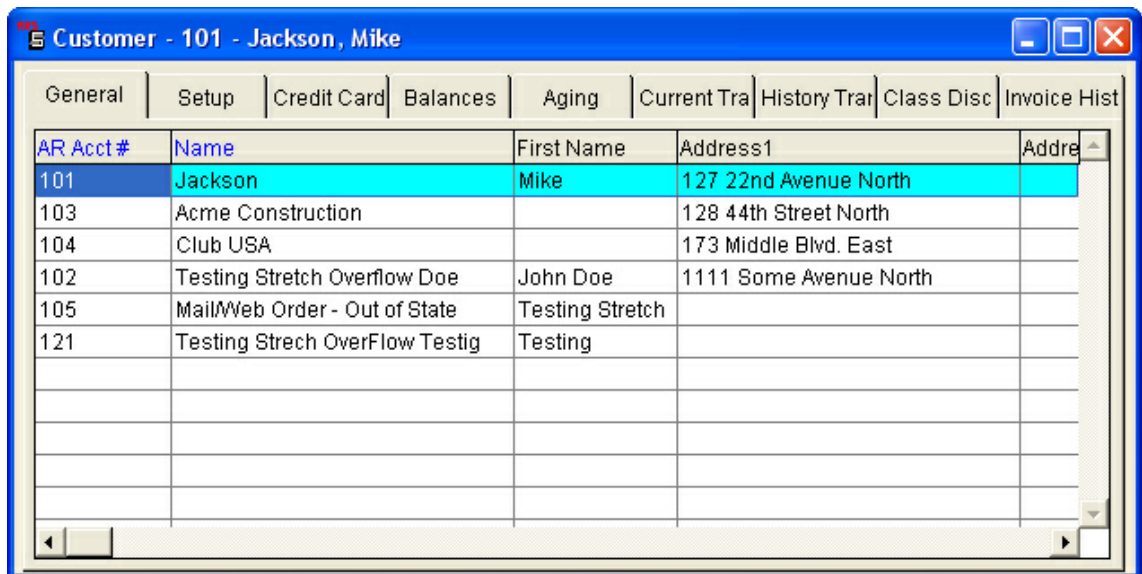 Customer - 101 - Jackson, Mike
General Setup Credit Card Balances Aging Current Tra History Tran Class Disc Invoice Hist
AR Acct # Name First Name Address1 Addre
101 Jackson Mike 127 22nd Avenue North
103 Acme Construction 128 44th Street North
104 Club USA 173 Middle Blvd. East
102 Testing Stretch Overflow Doe John Doe 1111 Some Avenue North
105 Mail/Web Order - Out of State Testing Stretch
121 Testing Strech OverFlow Testig Testing